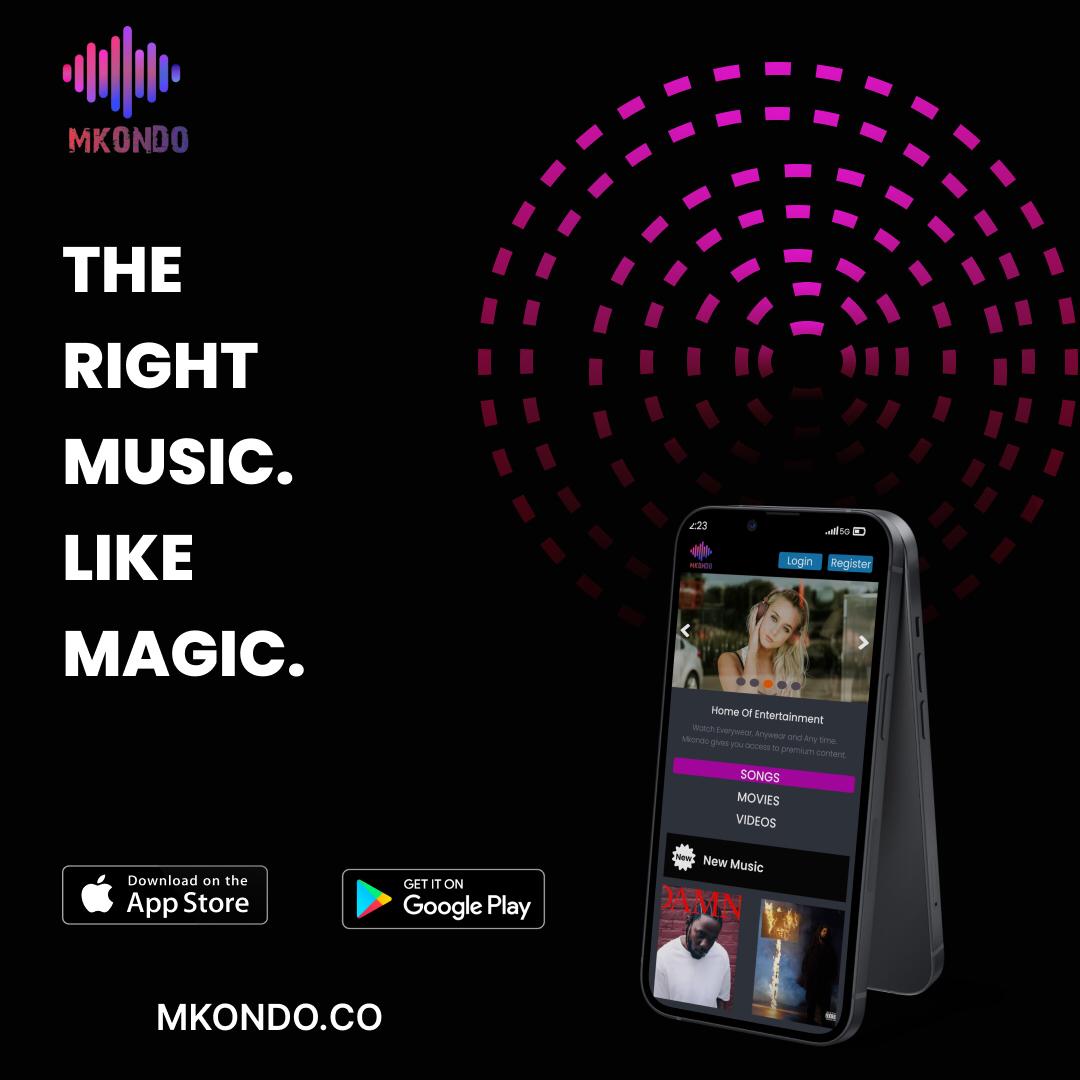 MKONDO
THE
RIGHT
MUSIC.
LIKE
MAGIC.
2:23
5G
MKONDO
Login
Register
Home Of Entertainment
Watch Everywear, Anywear and Any time.
Mkondo gives you access to premium content.
SONGS
MOVIES
VIDEOS
New
New Music
DAMN
Download on the
App Store
GET IT ON
Google Play
MKONDO.CO